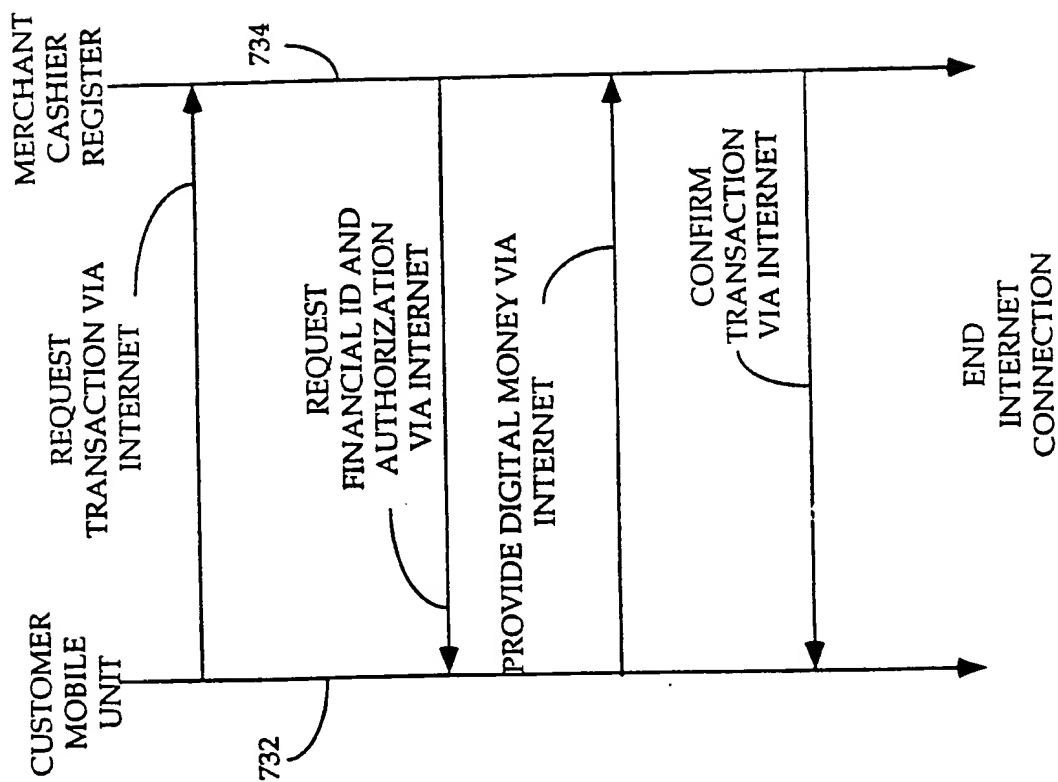 CUSTOMER
MOBILE
UNIT
MERCHANT
CASHIER
REGISTER
732
734
REQUEST
TRANSACTION VIA
INTERNET
REQUEST
FINANCIAL ID AND
AUTHORIZATION
VIA INTERNET
PROVIDE DIGITAL MONEY VIA
INTERNET
CONFIRM
TRANSACTION
VIA INTERNET
END
INTERNET
CONNECTION